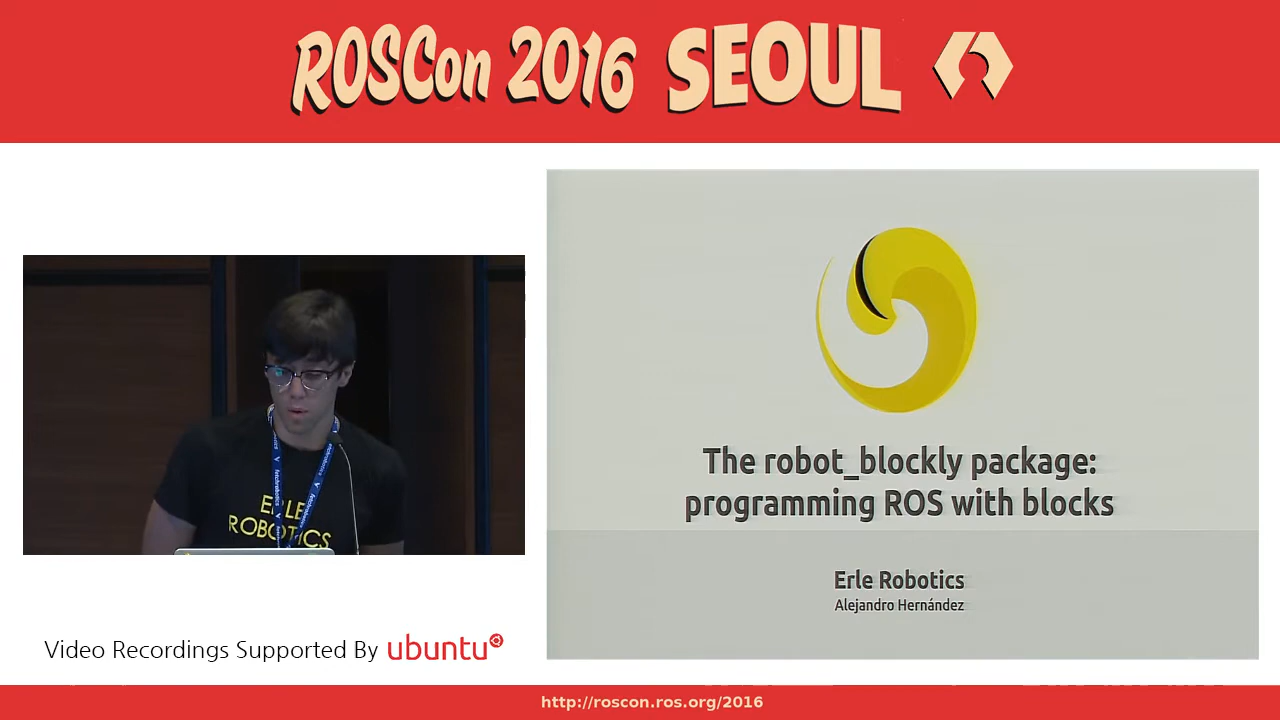 ROSCon 2016 SEOUL
ERLE
ROBOTICS
fetchrobotics
The robot_blockly package:
programming ROS with blocks
Erle Robotics
Alejandro Hernández
Video Recordings Supported By ubuntu
http://roscon.ros.org/2016